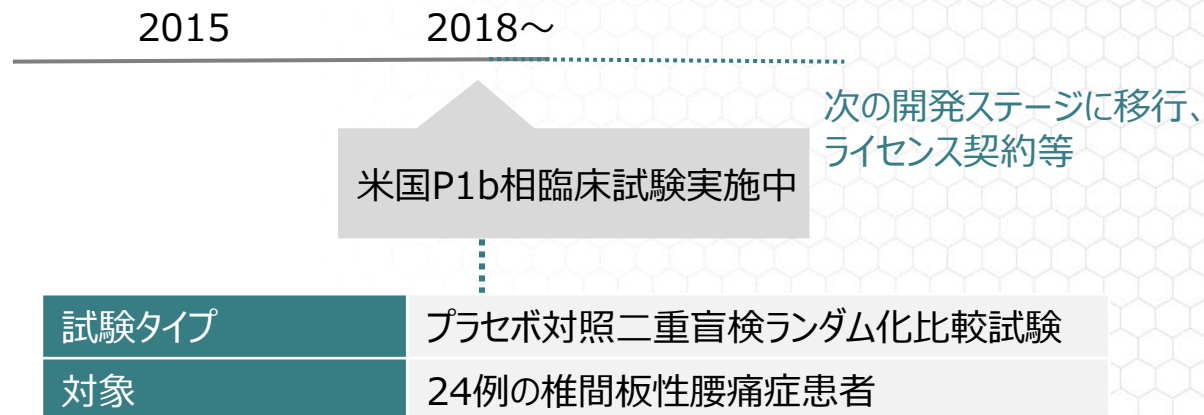 2015 2018～
次の開発ステージに移行、
ライセンス契約等
米国P1b相臨床試験実施中
試験タイプ プラセボ対照二重盲検ランダム化比較試験
対象 24例の椎間板性腰痛症患者